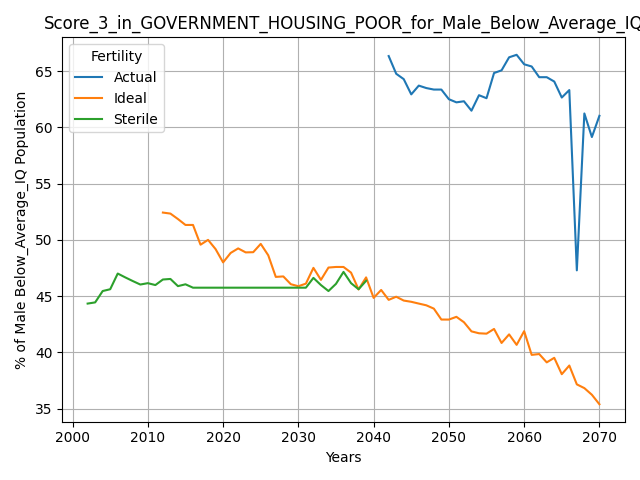 Score_3_in_GOVERNMENT_HOUSING_POOR_for_Male_Below_Average_IQ
Fertility
Actual
Ideal
Sterile
% of Male Below_Average_IQ Population
65
60
55
50
45
40
35
2000 2010 2020 2030 2040 2050 2060 2070
Years